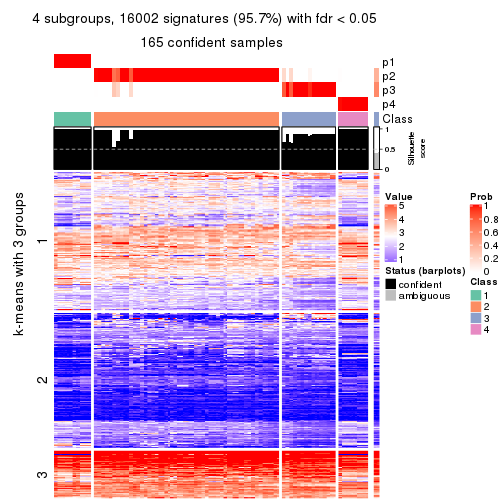 4 subgroups, 16002 signatures (95.7%) with fdr < 0.05
165 confident samples
p1
p2
p3
p4
Class
1
0.5
0
Silhouette
score
k-means with 3 groups
1
2
3
Value
5
4
3
2
1
Status (barplots)
confident
ambiguous
Prob
1
0.8
0.6
0.4
0.2
0
Class
1
2
3
4